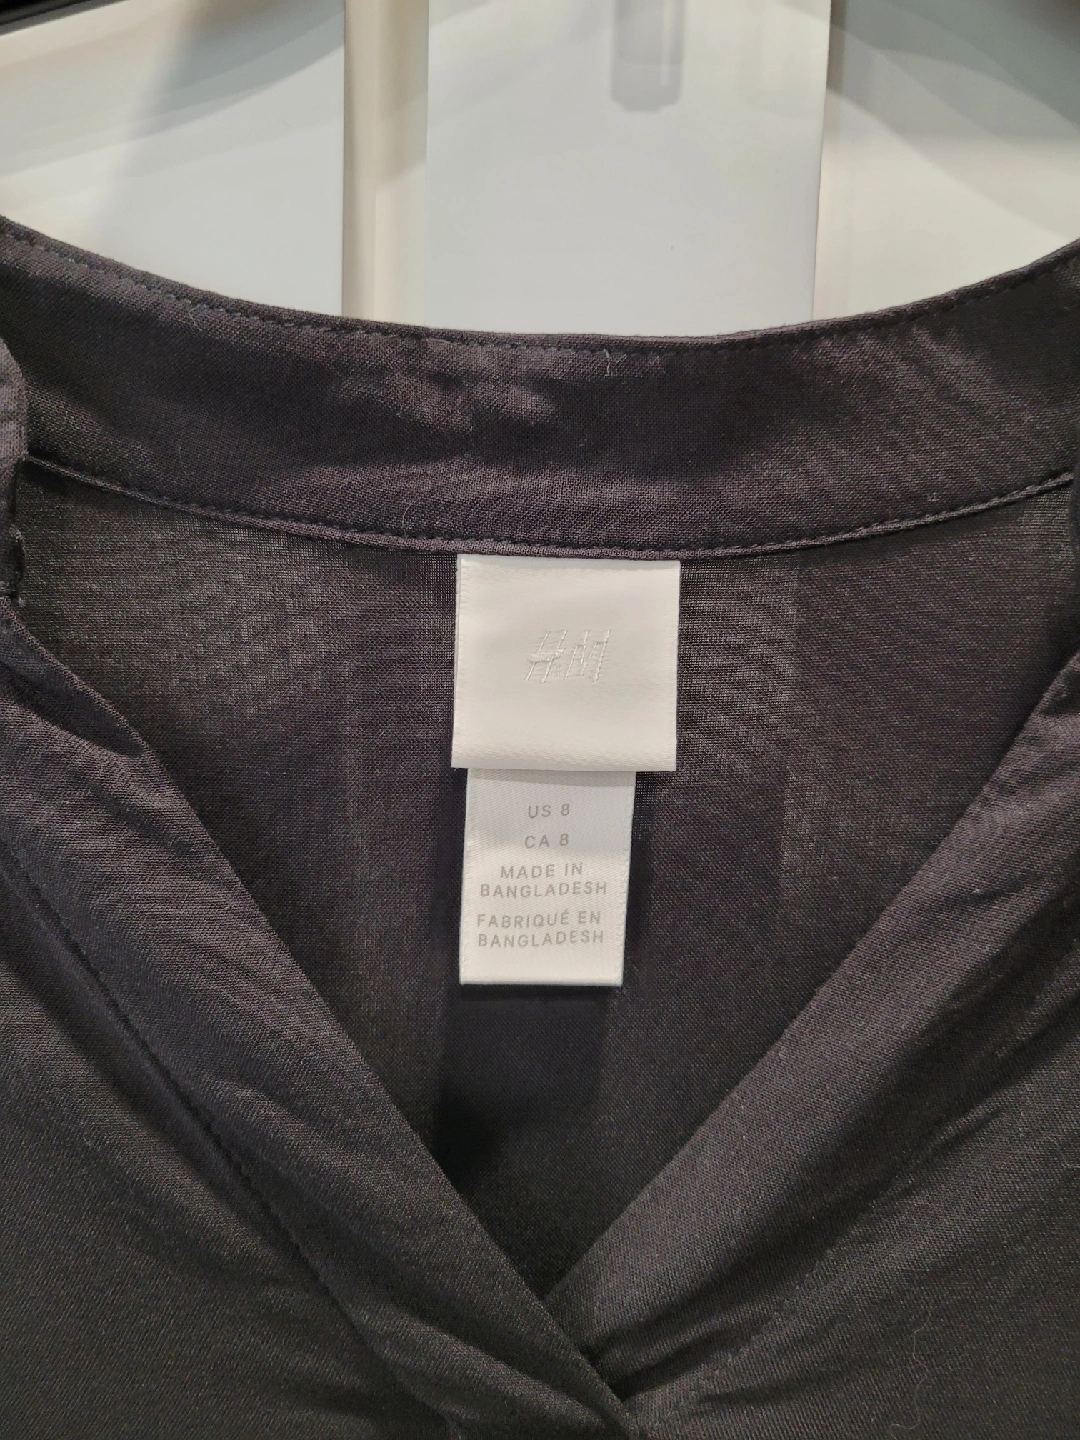 H&M
US 8
CA 8
MADE IN
BANGLADESH
FABRIQUÉ EN
BANGLADESH